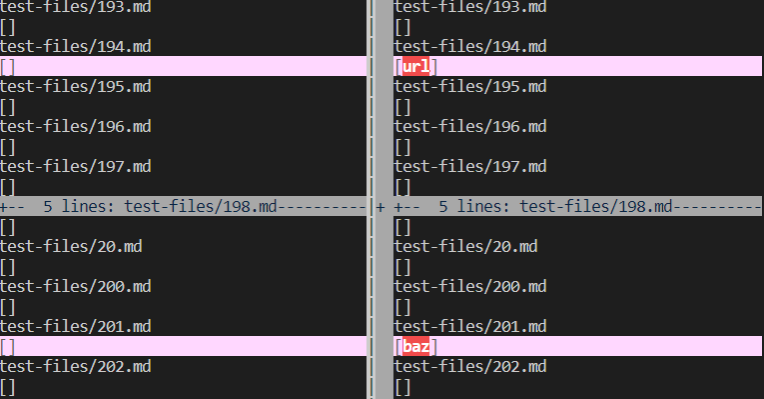 test-files/193.md
[]
test-files/194.md
[]
test-files/195.md
[]
test-files/196.md
[]
test-files/197.md
[]
+--  5 lines: test-files/198.md----------
[]
test-files/20.md
[]
test-files/200.md
[]
test-files/201.md
[]
test-files/202.md
[]
test-files/193.md
[]
test-files/194.md
[url]
test-files/195.md
[]
test-files/196.md
[]
test-files/197.md
[]
+ +--  5 lines: test-files/198.md----------
[]
test-files/20.md
[]
test-files/200.md
[]
test-files/201.md
[baz]
test-files/202.md
[]